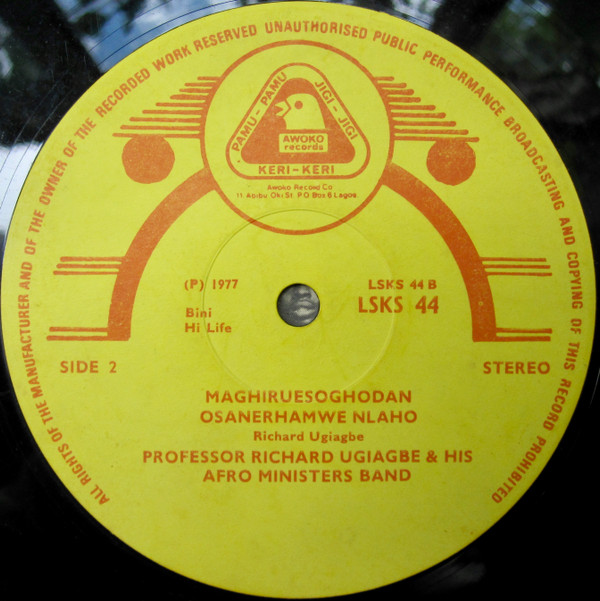 ALL RIGHTS OF THE MANUFACTURER AND OF THE OWNER OF THE RECORDED WORK RESERVED UNAUTHORISED PUBLIC PERFORMANCE BROADCASTING AND COPYING OF THIS RECORD PROHIBITED
PAMU-PAMU
JIGI-JIGI
AWOKO
records
KERI-KERI
Awoko Record Co
11 Abibu Oki St. P.O. Box 8 Lagos.
(P) 1977
LSKS 44 B
LSKS 44
Bini
Hi Life
SIDE 2
STEREO
MAGHIRUESOGHODAN
OSANERHAMWE NLAHO
Richard Ugiagbe
PROFESSOR RICHARD UGIAGBE & HIS
AFRO MINISTERS BAND